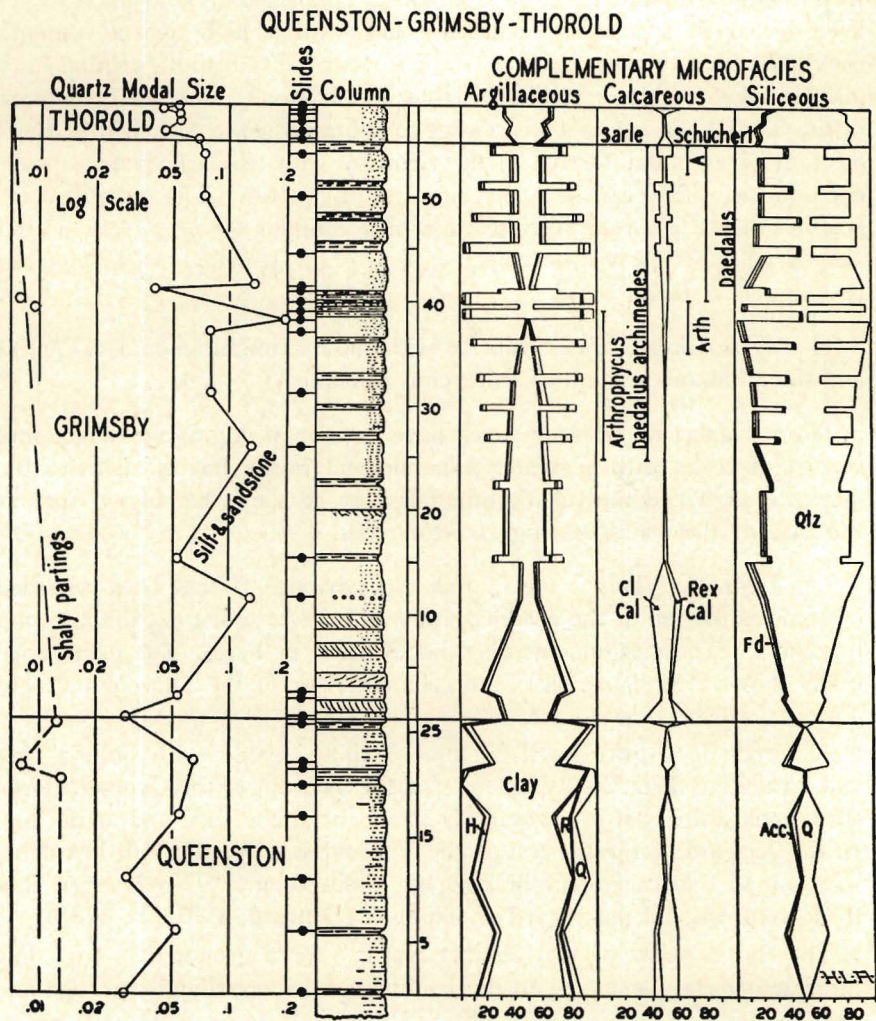 QUEENSTON-GRIMSBY-THOROLD
COMPLEMENTARY MICROFACIES
Quartz Modal Size Slides Column Argillaceous Calcareous Siliceous
THOROLD
Sarle Schuchert
A
.01 .02 .05 .1 .2
Log Scale
50
Daedalus
40
Arthrophycus
Daedalus archimedes
Arth
GRIMSBY
30
Silt & sandstone
20
Qtz
Shaly partings
10
Cl Cal
Rex Cal
Fd
.01 .02 .05 .1 .2
25
Clay
H R
15
Acc Q
Q
QUEENSTON
5
HLA
.01 .02 .05 .1 .2
20 40 60 80 40 60 20 40 60 80